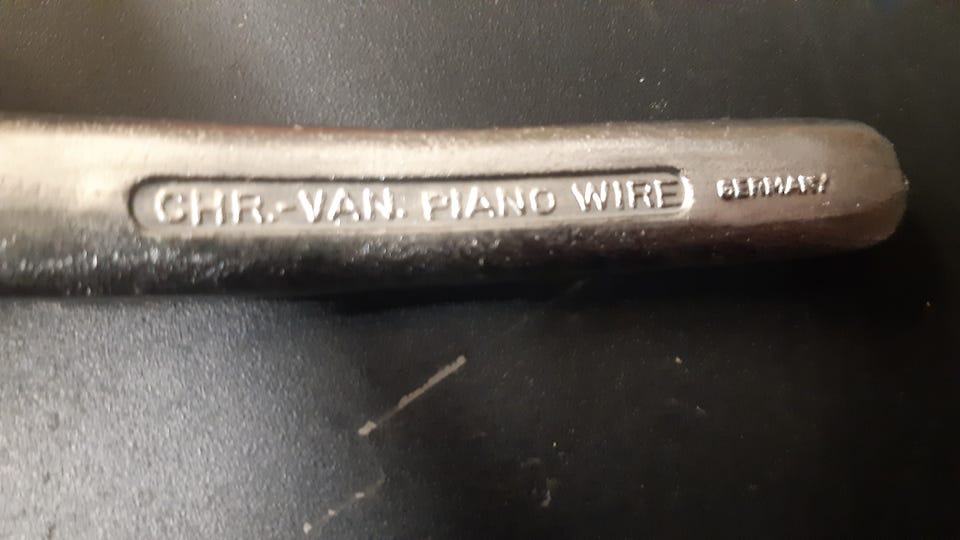 CHR.-VAN. PIANO WIRE GERMANY